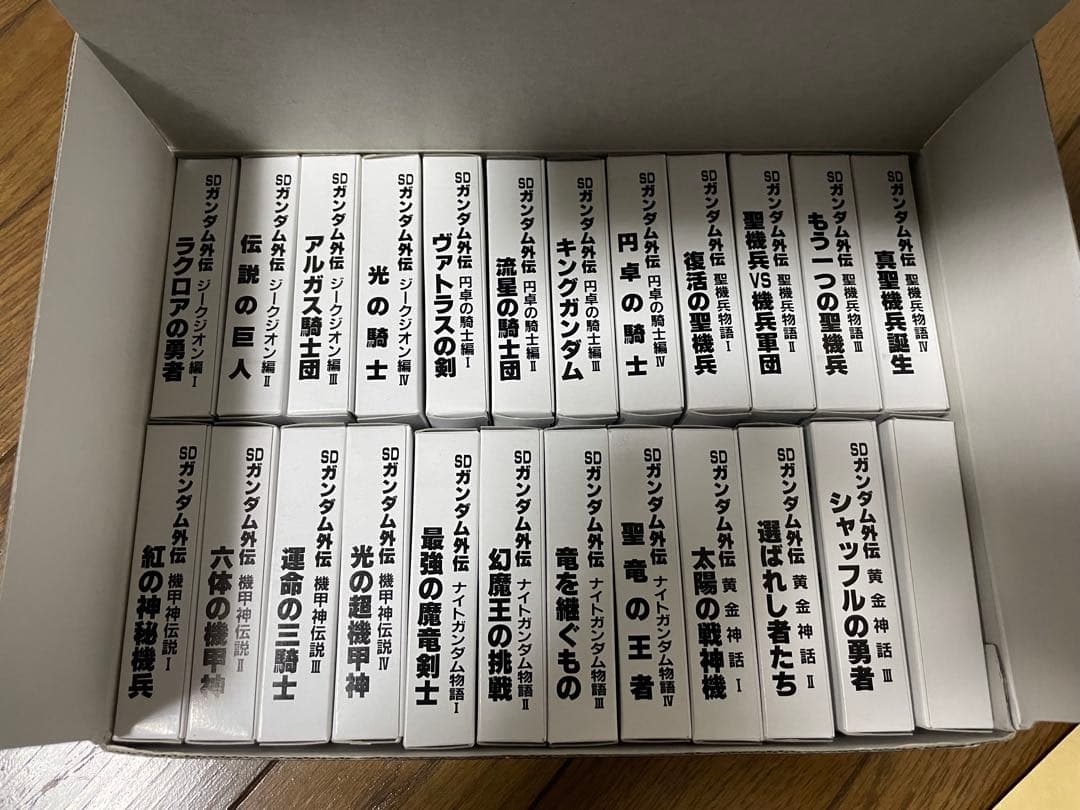 SDガンダム外伝 ジークジオン編Ⅰ
ラクロアの勇者
SDガンダム外伝 ジークジオン編Ⅱ
伝説の巨人
SDガンダム外伝 ジークジオン編Ⅲ
アルガス騎士団
SDガンダム外伝 ジークジオン編Ⅳ
光の騎士
SDガンダム外伝 円卓の騎士編Ⅰ
ヴァトラスの剣
SDガンダム外伝 円卓の騎士編Ⅱ
流星の騎士団
SDガンダム外伝 円卓の騎士編Ⅲ
キングガンダム
SDガンダム外伝 円卓の騎士編Ⅳ
円卓の騎士
SDガンダム外伝 聖機兵物語Ⅰ
復活の聖機兵
SDガンダム外伝 聖機兵物語Ⅱ
聖機兵VS機兵軍団
SDガンダム外伝 聖機兵物語Ⅲ
もう一つの聖機兵
SDガンダム外伝 聖機兵物語Ⅳ
真聖機兵誕生
SDガンダム外伝 機甲神伝説Ⅰ
紅の神秘機兵
SDガンダム外伝 機甲神伝説Ⅱ
六体の機甲神
SDガンダム外伝 機甲神伝説Ⅲ
運命の三騎士
SDガンダム外伝 機甲神伝説Ⅳ
光の超機甲神
SDガンダム外伝 ナイトガンダム物語Ⅰ
最強の魔竜剣士
SDガンダム外伝 ナイトガンダム物語Ⅱ
幻魔王の挑戦
SDガンダム外伝 ナイトガンダム物語Ⅲ
竜を継ぐもの
SDガンダム外伝 ナイトガンダム物語Ⅳ
聖竜の王者
SDガンダム外伝 黄金神話Ⅰ
太陽の戦神機
SDガンダム外伝 黄金神話Ⅱ
選ばれし者たち
SDガンダム外伝 黄金神話Ⅲ
シャッフルの勇者